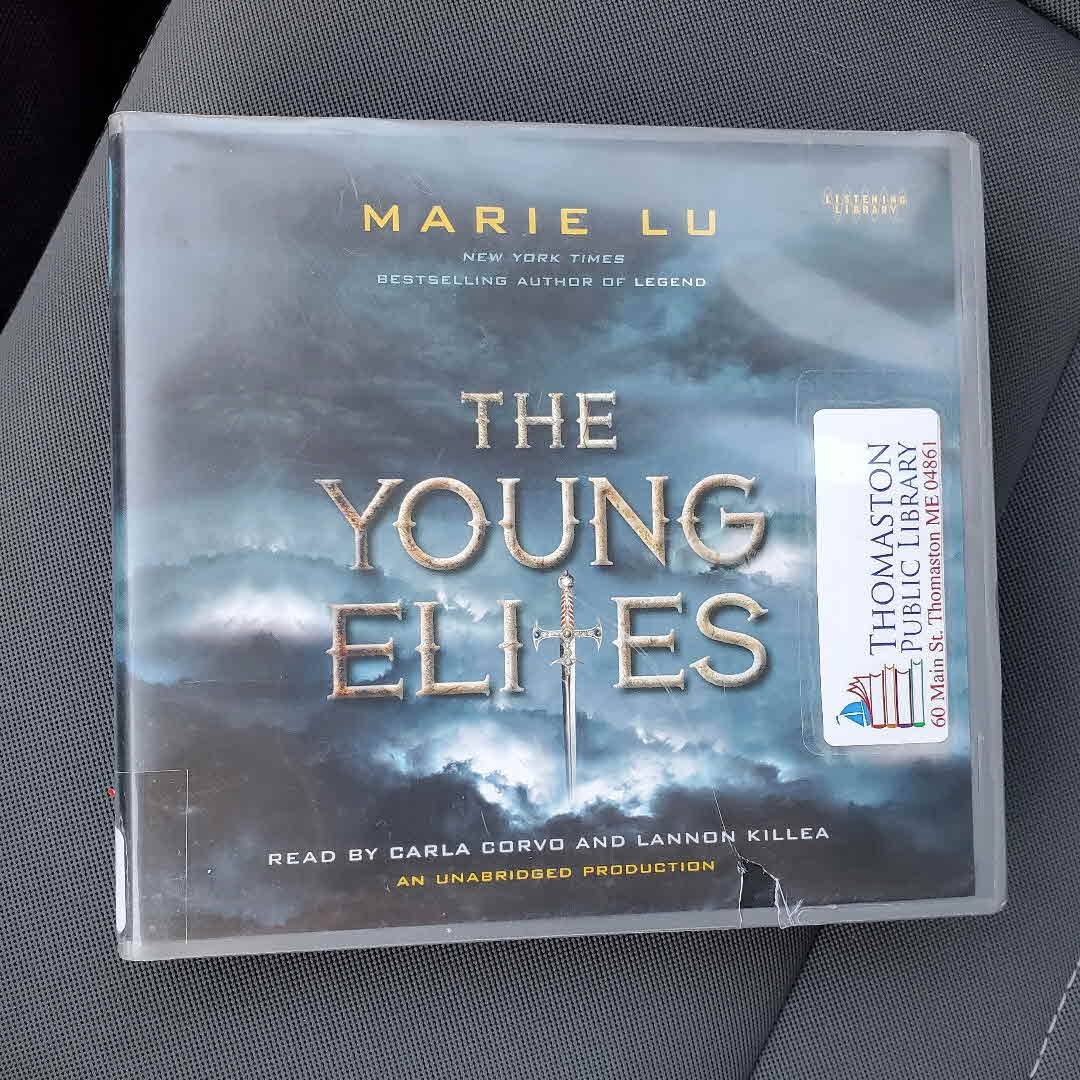 MARIE LU
LISTENING
LIBRARY
NEW YORK TIMES
BESTSELLING AUTHOR OF LEGEND
THE
YOUNG
ELITES
THOMASTON
PUBLIC LIBRARY
60 Main St. Thomaston ME 04861
READ BY CARLA CORVO AND LANNON KILLEA
AN UNABRIDGED PRODUCTION